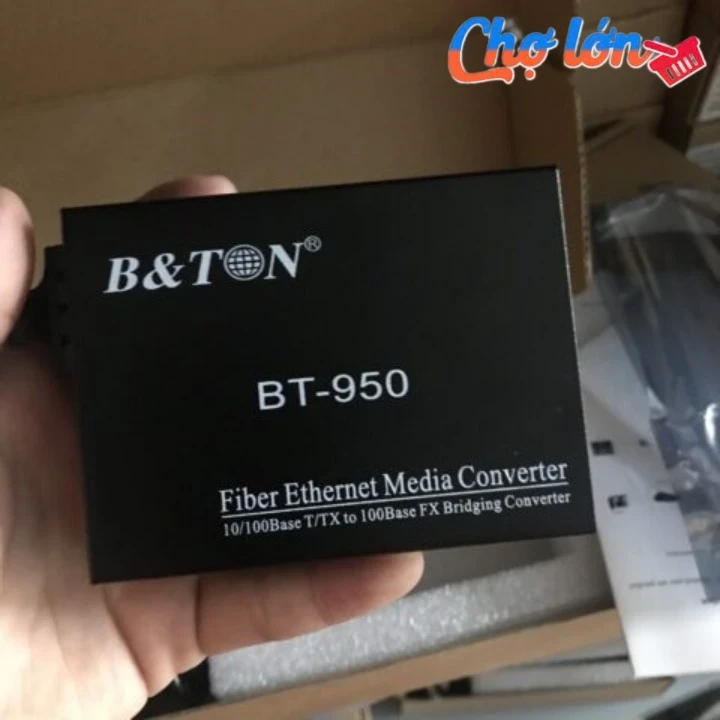 Chợ lớn
B&TON®
BT-950
Fiber Ethernet Media Converter
10/100Base T/TX to 100Base FX Bridging Converter